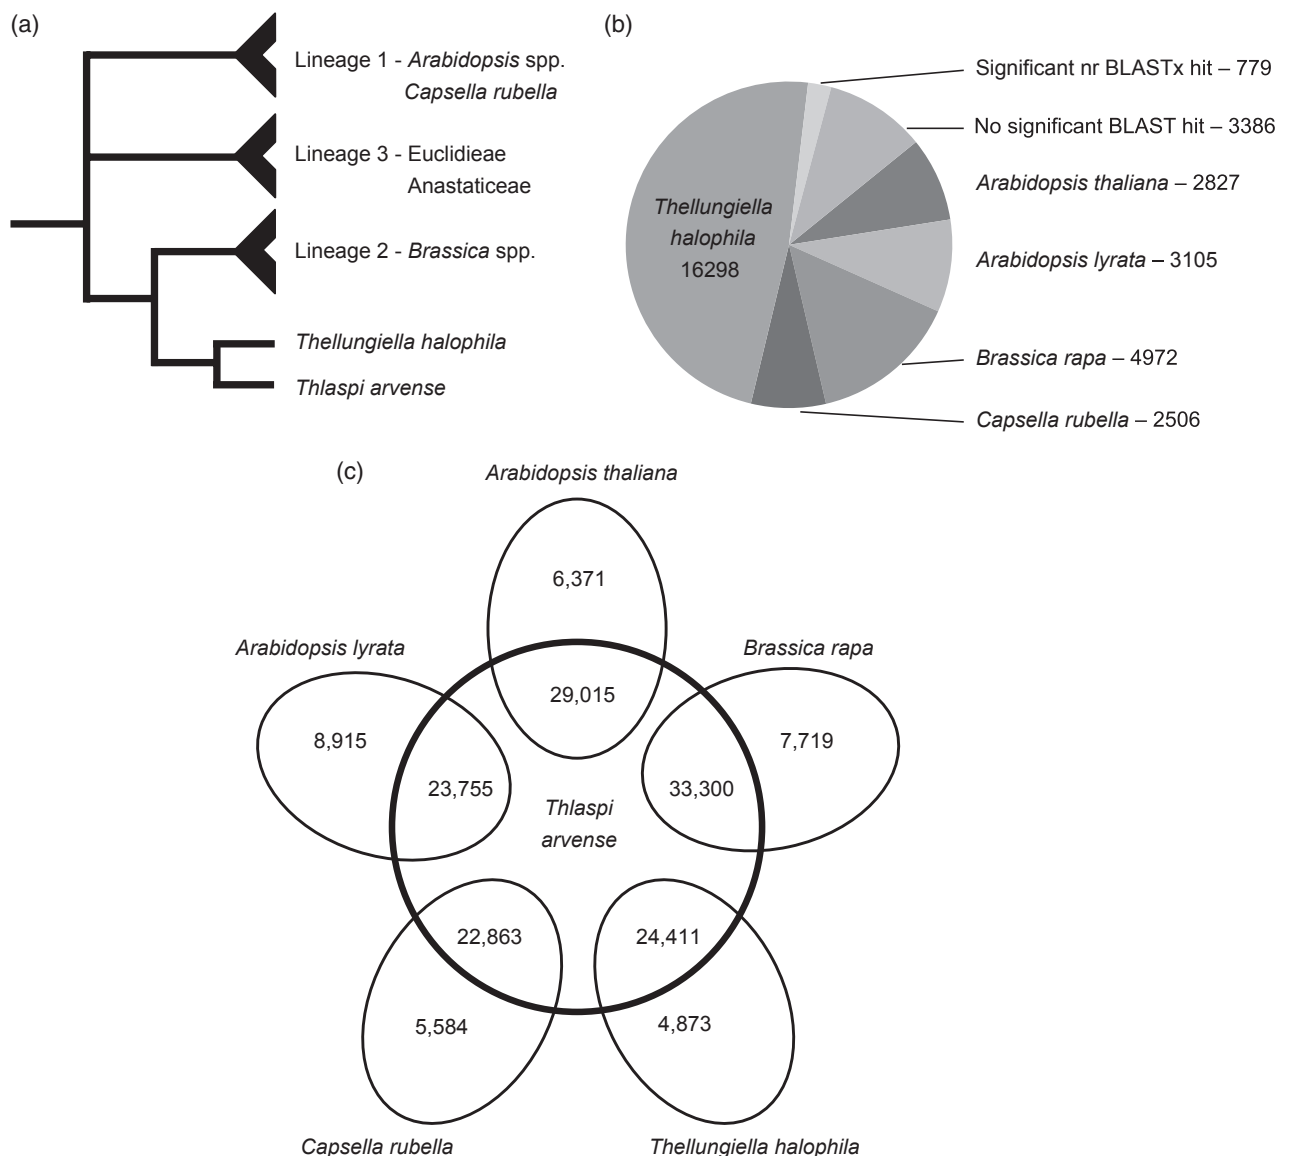 (a)
Lineage 1 - Arabidopsis spp.
Capsella rubella
Lineage 3 - Euclidieae
Anastaticeae
Lineage 2 - Brassica spp.
Thellungiella halophila
Thlaspi arvense
(b)
Significant nr BLASTx hit – 779
No significant BLAST hit – 3386
Arabidopsis thaliana – 2827
Arabidopsis lyrata – 3105
Brassica rapa – 4972
Capsella rubella – 2506
Thellungiella
halophila
16298
(c)
Arabidopsis thaliana
6,371
29,015
Arabidopsis lyrata
8,915
23,755
Brassica rapa
7,719
33,300
Thlaspi
arvense
22,863
5,584
Capsella rubella
24,411
4,873
Thellungiella halophila